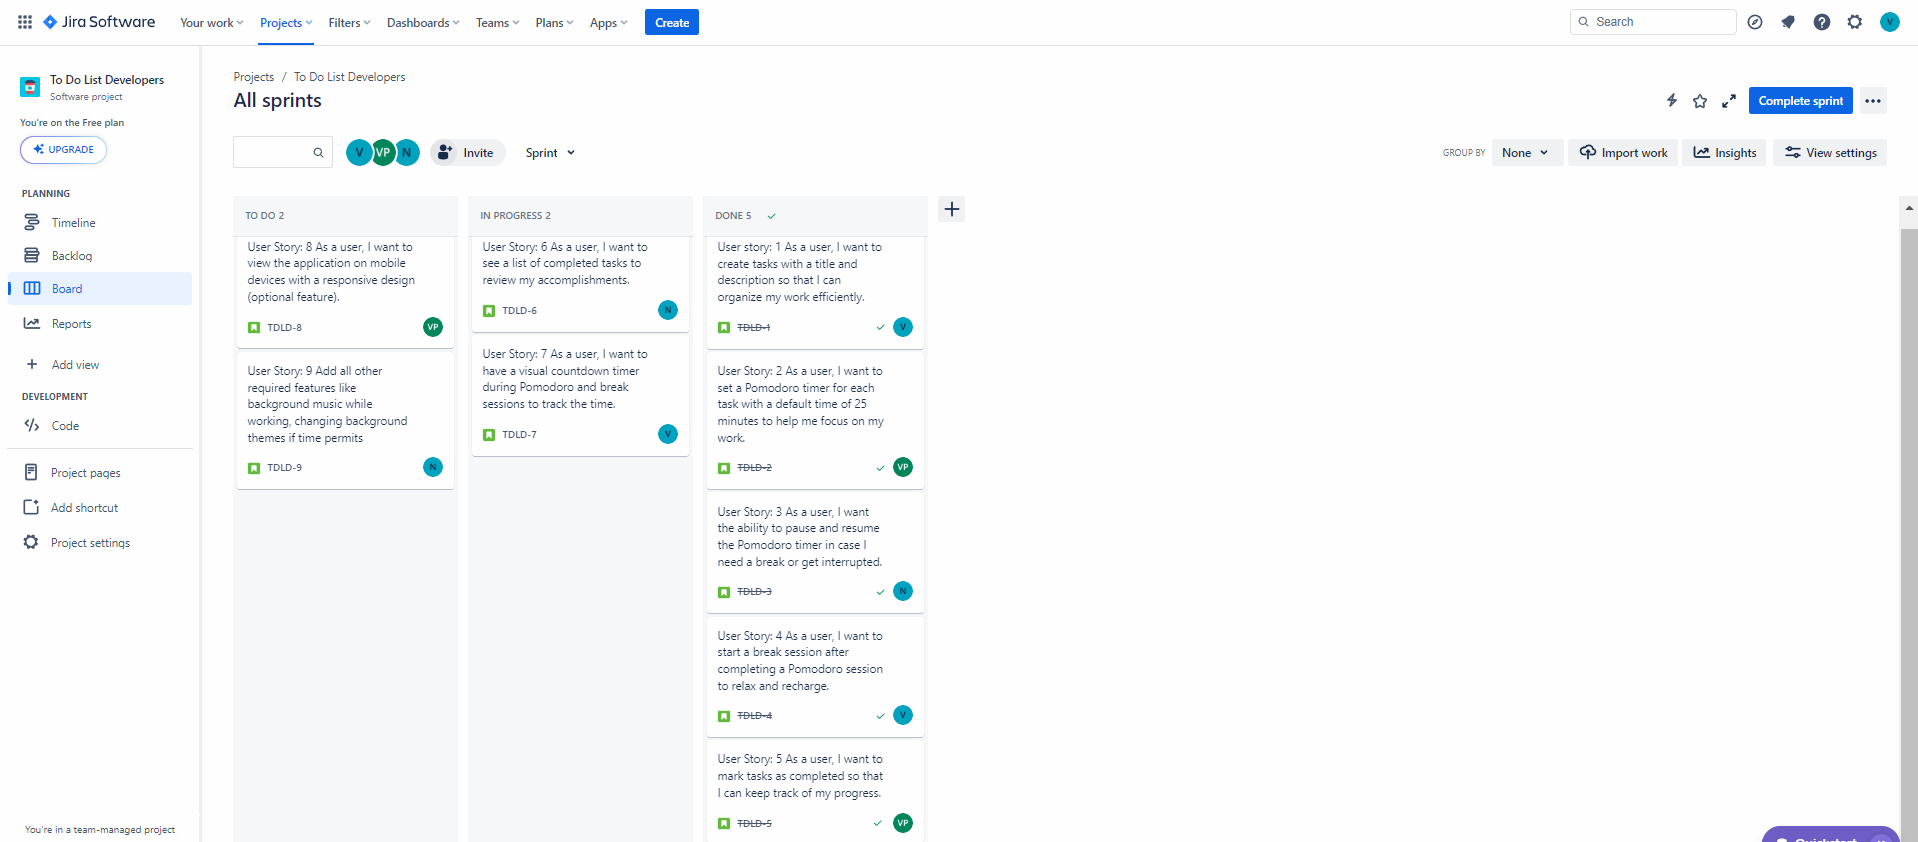 Jira Software
Your work
Projects
Filters
Dashboards
Teams
Plans
Apps
Create
Search
V
To Do List Developers
Software project
You're on the Free plan
UPGRADE
PLANNING
Timeline
Backlog
Board
Reports
Add view
DEVELOPMENT
Code
Project pages
Add shortcut
Project settings
You're in a team-managed project
Projects / To Do List Developers
All sprints
Complete sprint
V VP N
Invite
Sprint
GROUP BY
None
Import work
Insights
View settings
TO DO 2
User Story: 8 As a user, I want to
view the application on mobile
devices with a responsive design
(optional feature).
TDLD-8
VP
User Story: 9 Add all other
required features like
background music while
working, changing background
themes if time permits
TDLD-9
N
IN PROGRESS 2
User Story: 6 As a user, I want to
see a list of completed tasks to
review my accomplishments.
TDLD-6
N
User Story: 7 As a user, I want to
have a visual countdown timer
during Pomodoro and break
sessions to track the time.
TDLD-7
V
DONE 5
User story: 1 As a user, I want to
create tasks with a title and
description so that I can
organize my work efficiently.
TDLD-1
V
User Story: 2 As a user, I want to
set a Pomodoro timer for each
task with a default time of 25
minutes to help me focus on my
work.
TDLD-2
VP
User Story: 3 As a user, I want
the ability to pause and resume
the Pomodoro timer in case I
need a break or get interrupted.
TDLD-3
N
User Story: 4 As a user, I want to
start a break session after
completing a Pomodoro session
to relax and recharge.
TDLD-4
V
User Story: 5 As a user, I want to
mark tasks as completed so that
I can keep track of my progress.
TDLD-5
VP
Quickstart